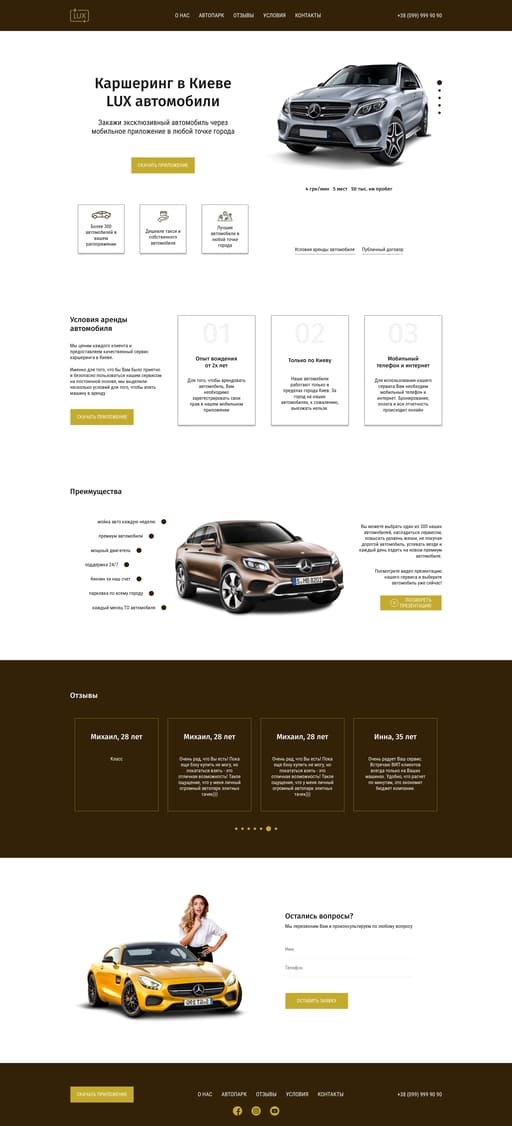 LUX
О НАС АВТОПАРК ОТЗЫВЫ УСЛОВИЯ КОНТАКТЫ
+38 (099) 999 90 90
Каршеринг в Киеве
LUX автомобили
Закажи эксклюзивный автомобиль через
мобильное приложение в любой точке города
СКАЧАТЬ ПРИЛОЖЕНИЕ
4 грн/мин 5 мест 50 тыс. км пробег
Более 300
автомобилей в
вашем
распоряжении
Дешевле такси и
собственного
автомобиля
Лучшие
автомобили в
любой точке
города
Условия аренды автомобиля Публичный договор
Условия аренды
автомобиля
Мы ценим каждого клиента и
предоставляем качественный сервис
каршеринга в Киеве.
Именно для того, что бы Вам было приятно
и безопасно пользоваться нашим сервисом
на постоянной основе, мы выделили
несколько условий для того, чтобы взять
машину в аренду
СКАЧАТЬ ПРИЛОЖЕНИЕ
01
Опыт вождения
от 2х лет
Для того, чтобы арендовать
автомобиль, Вам
необходимо
зарегестрировать свои
права в нашем мобильном
приложении
02
Только по Киеву
Наши автомобили
работают только в
пределах города Киев. За
город на наших
автомобилях, к сожалению,
выезжать нельзя.
03
Мобильный
телефон и интернет
Для использования нашего
сервиса Вам необходим
мобильный телефон и
интернет. Бронирование,
оплата и вся отчетность
происходит онлайн
Преимущества
мойка авто каждую неделю
премиум автомобили
мощный двигатель
поддержка 24/7
бензин за наш счет
парковка по всему городу
каждый месяц ТО автомобиля
Вы можете выбрать один из 300 наших
автомобилей, насладиться сервисом,
повысить уровень жизни, не покупая
дорогой автомобиль, успевать везде и
каждый день ездить на новом премиум
автомобиле.
Посмотрите видео презентацию
нашего сервиса и выберите
автомобиль уже сейчас!
ПОСМОТРЕТЬ
ПРЕЗЕНТАЦИЮ
Отзывы
Михаил, 28 лет
Класс
Михаил, 28 лет
Очень рад, что Вы есть! Пока
еще бэху купить не могу, но
покататься взять - это
отличная возможность! Такое
ощущение, что у меня личный
огромный автопарк элитных
тачек)))
Михаил, 28 лет
Очень рад, что Вы есть! Пока
еще бэху купить не могу, но
покататься взять - это
отличная возможность! Такое
ощущение, что у меня личный
огромный автопарк элитных
тачек)))
Инна, 35 лет
Очень радует Ваш сервис.
Встречаю ВИП клиентов
всегда только на Ваших
машинах. Удобно, что расчет
по минутам, это экономит
бюджет компании.
Остались вопросы?
Мы перезвоним Вам и проконсультируем по любому вопросу
Имя
Телефон
ОСТАВИТЬ ЗАЯВКУ
СКАЧАТЬ ПРИЛОЖЕНИЕ
О НАС АВТОПАРК ОТЗЫВЫ УСЛОВИЯ КОНТАКТЫ
+38 (099) 999 90 90